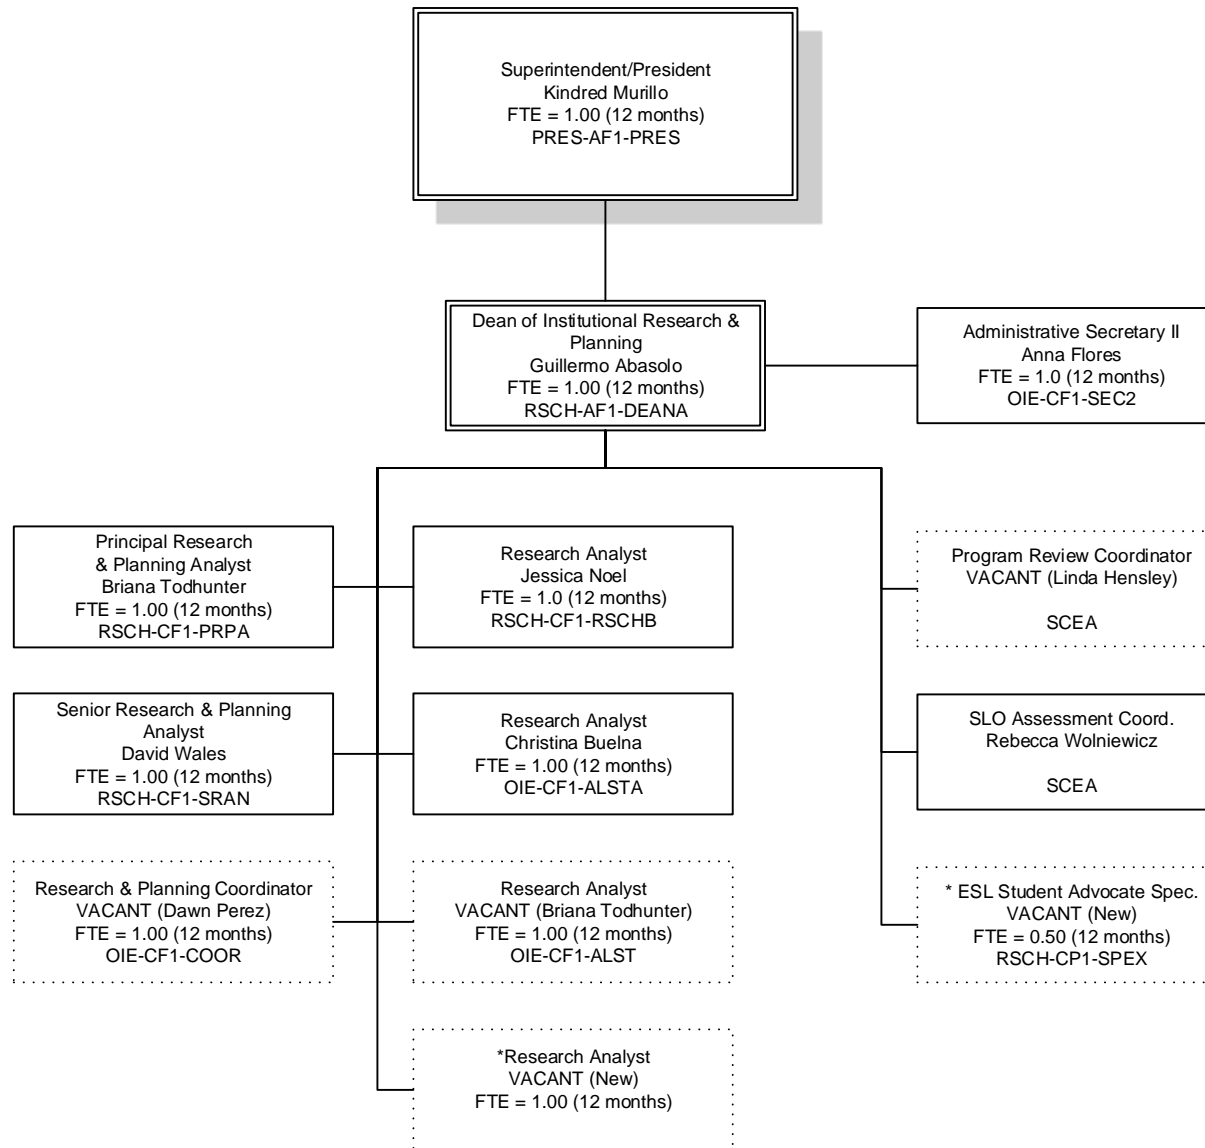 Superintendent/President
Kindred Murillo
FTE = 1.00 (12 months)
PRES-AF1-PRES
Dean of Institutional Research &
Planning
Guillermo Abasolo
FTE = 1.00 (12 months)
RSCH-AF1-DEANA
Administrative Secretary II
Anna Flores
FTE = 1.0 (12 months)
OIE-CF1-SEC2
Principal Research
& Planning Analyst
Briana Todhunter
FTE = 1.00 (12 months)
RSCH-CF1-PRPA
Research Analyst
Jessica Noel
FTE = 1.0 (12 months)
RSCH-CF1-RSCHB
Program Review Coordinator
VACANT (Linda Hensley)
SCEA
Senior Research & Planning
Analyst
David Wales
FTE = 1.00 (12 months)
RSCH-CF1-SRAN
Research Analyst
Christina Buelna
FTE = 1.00 (12 months)
OIE-CF1-ALSTA
SLO Assessment Coord.
Rebecca Wolniewicz
SCEA
Research & Planning Coordinator
VACANT (Dawn Perez)
FTE = 1.00 (12 months)
OIE-CF1-COOR
Research Analyst
VACANT (Briana Todhunter)
FTE = 1.00 (12 months)
OIE-CF1-ALST
* ESL Student Advocate Spec.
VACANT (New)
FTE = 0.50 (12 months)
RSCH-CP1-SPEX
*Research Analyst
VACANT (New)
FTE = 1.00 (12 months)